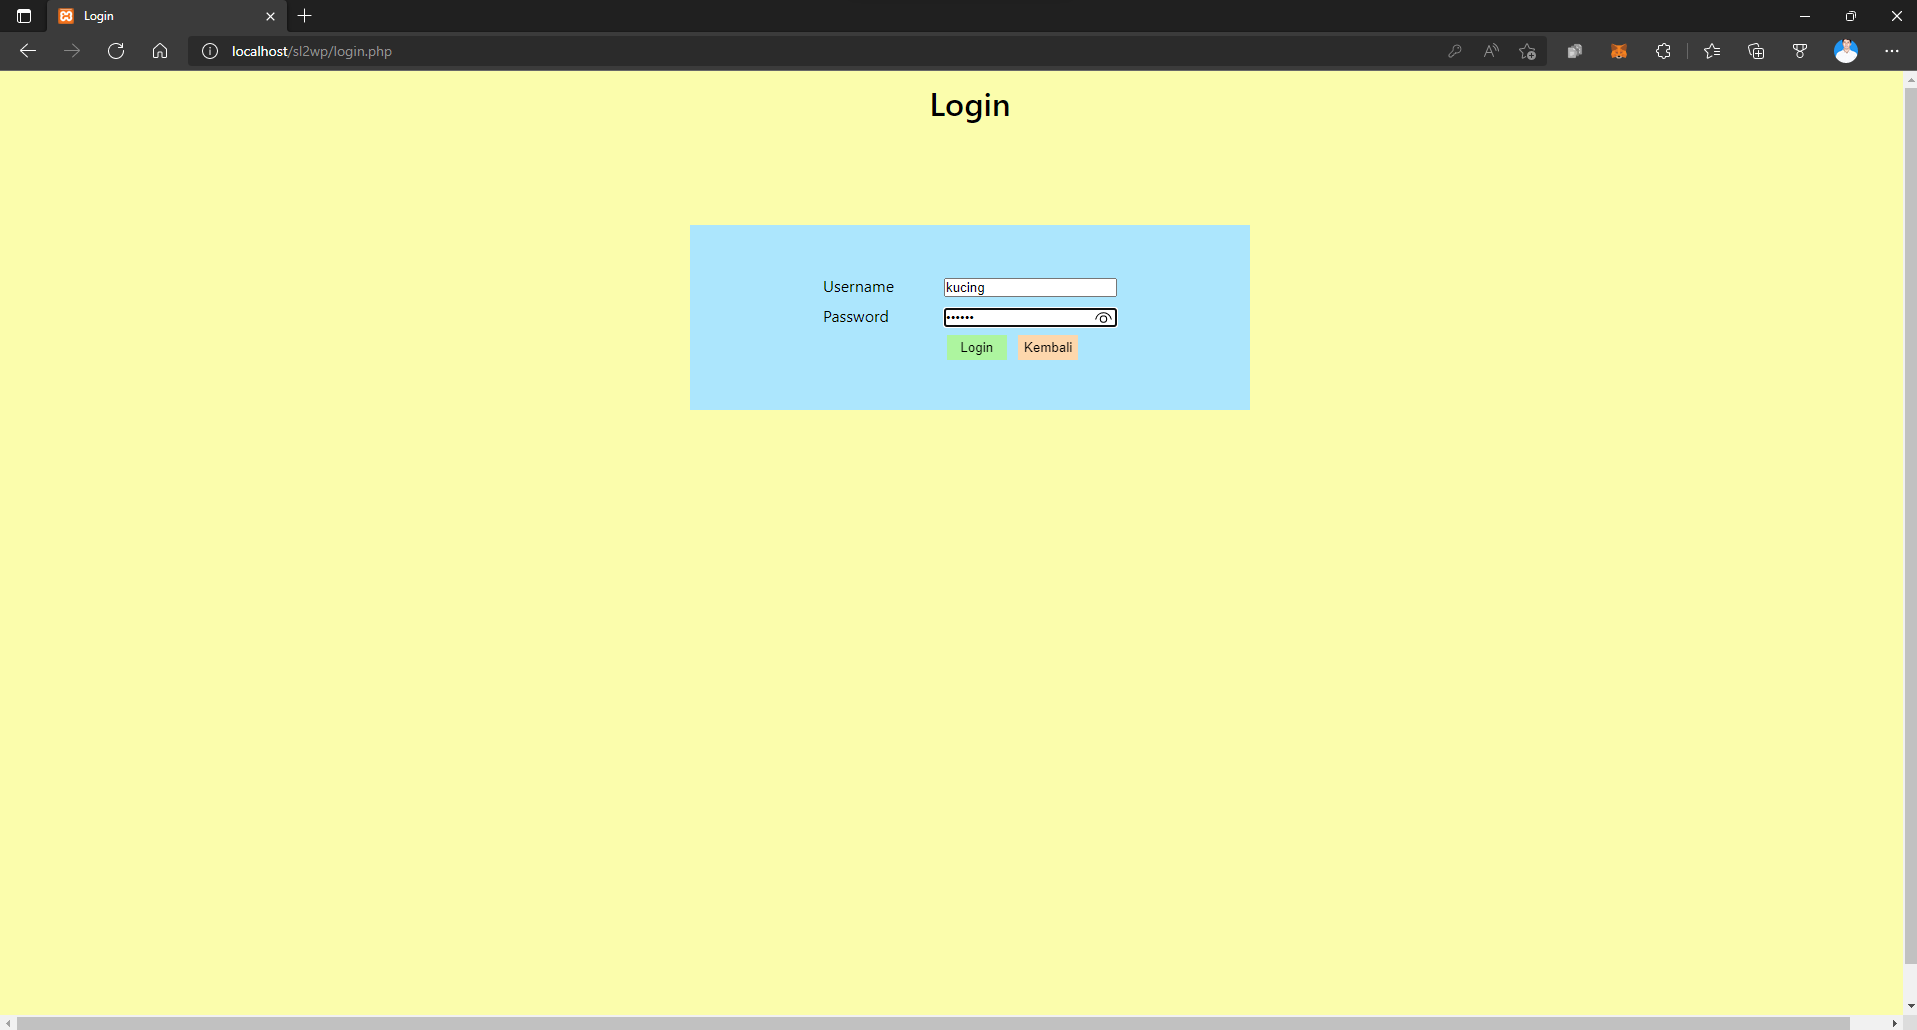 Login
localhost/sl2wp/login.php
Login
Username kucing
Password ••••••
Login Kembali